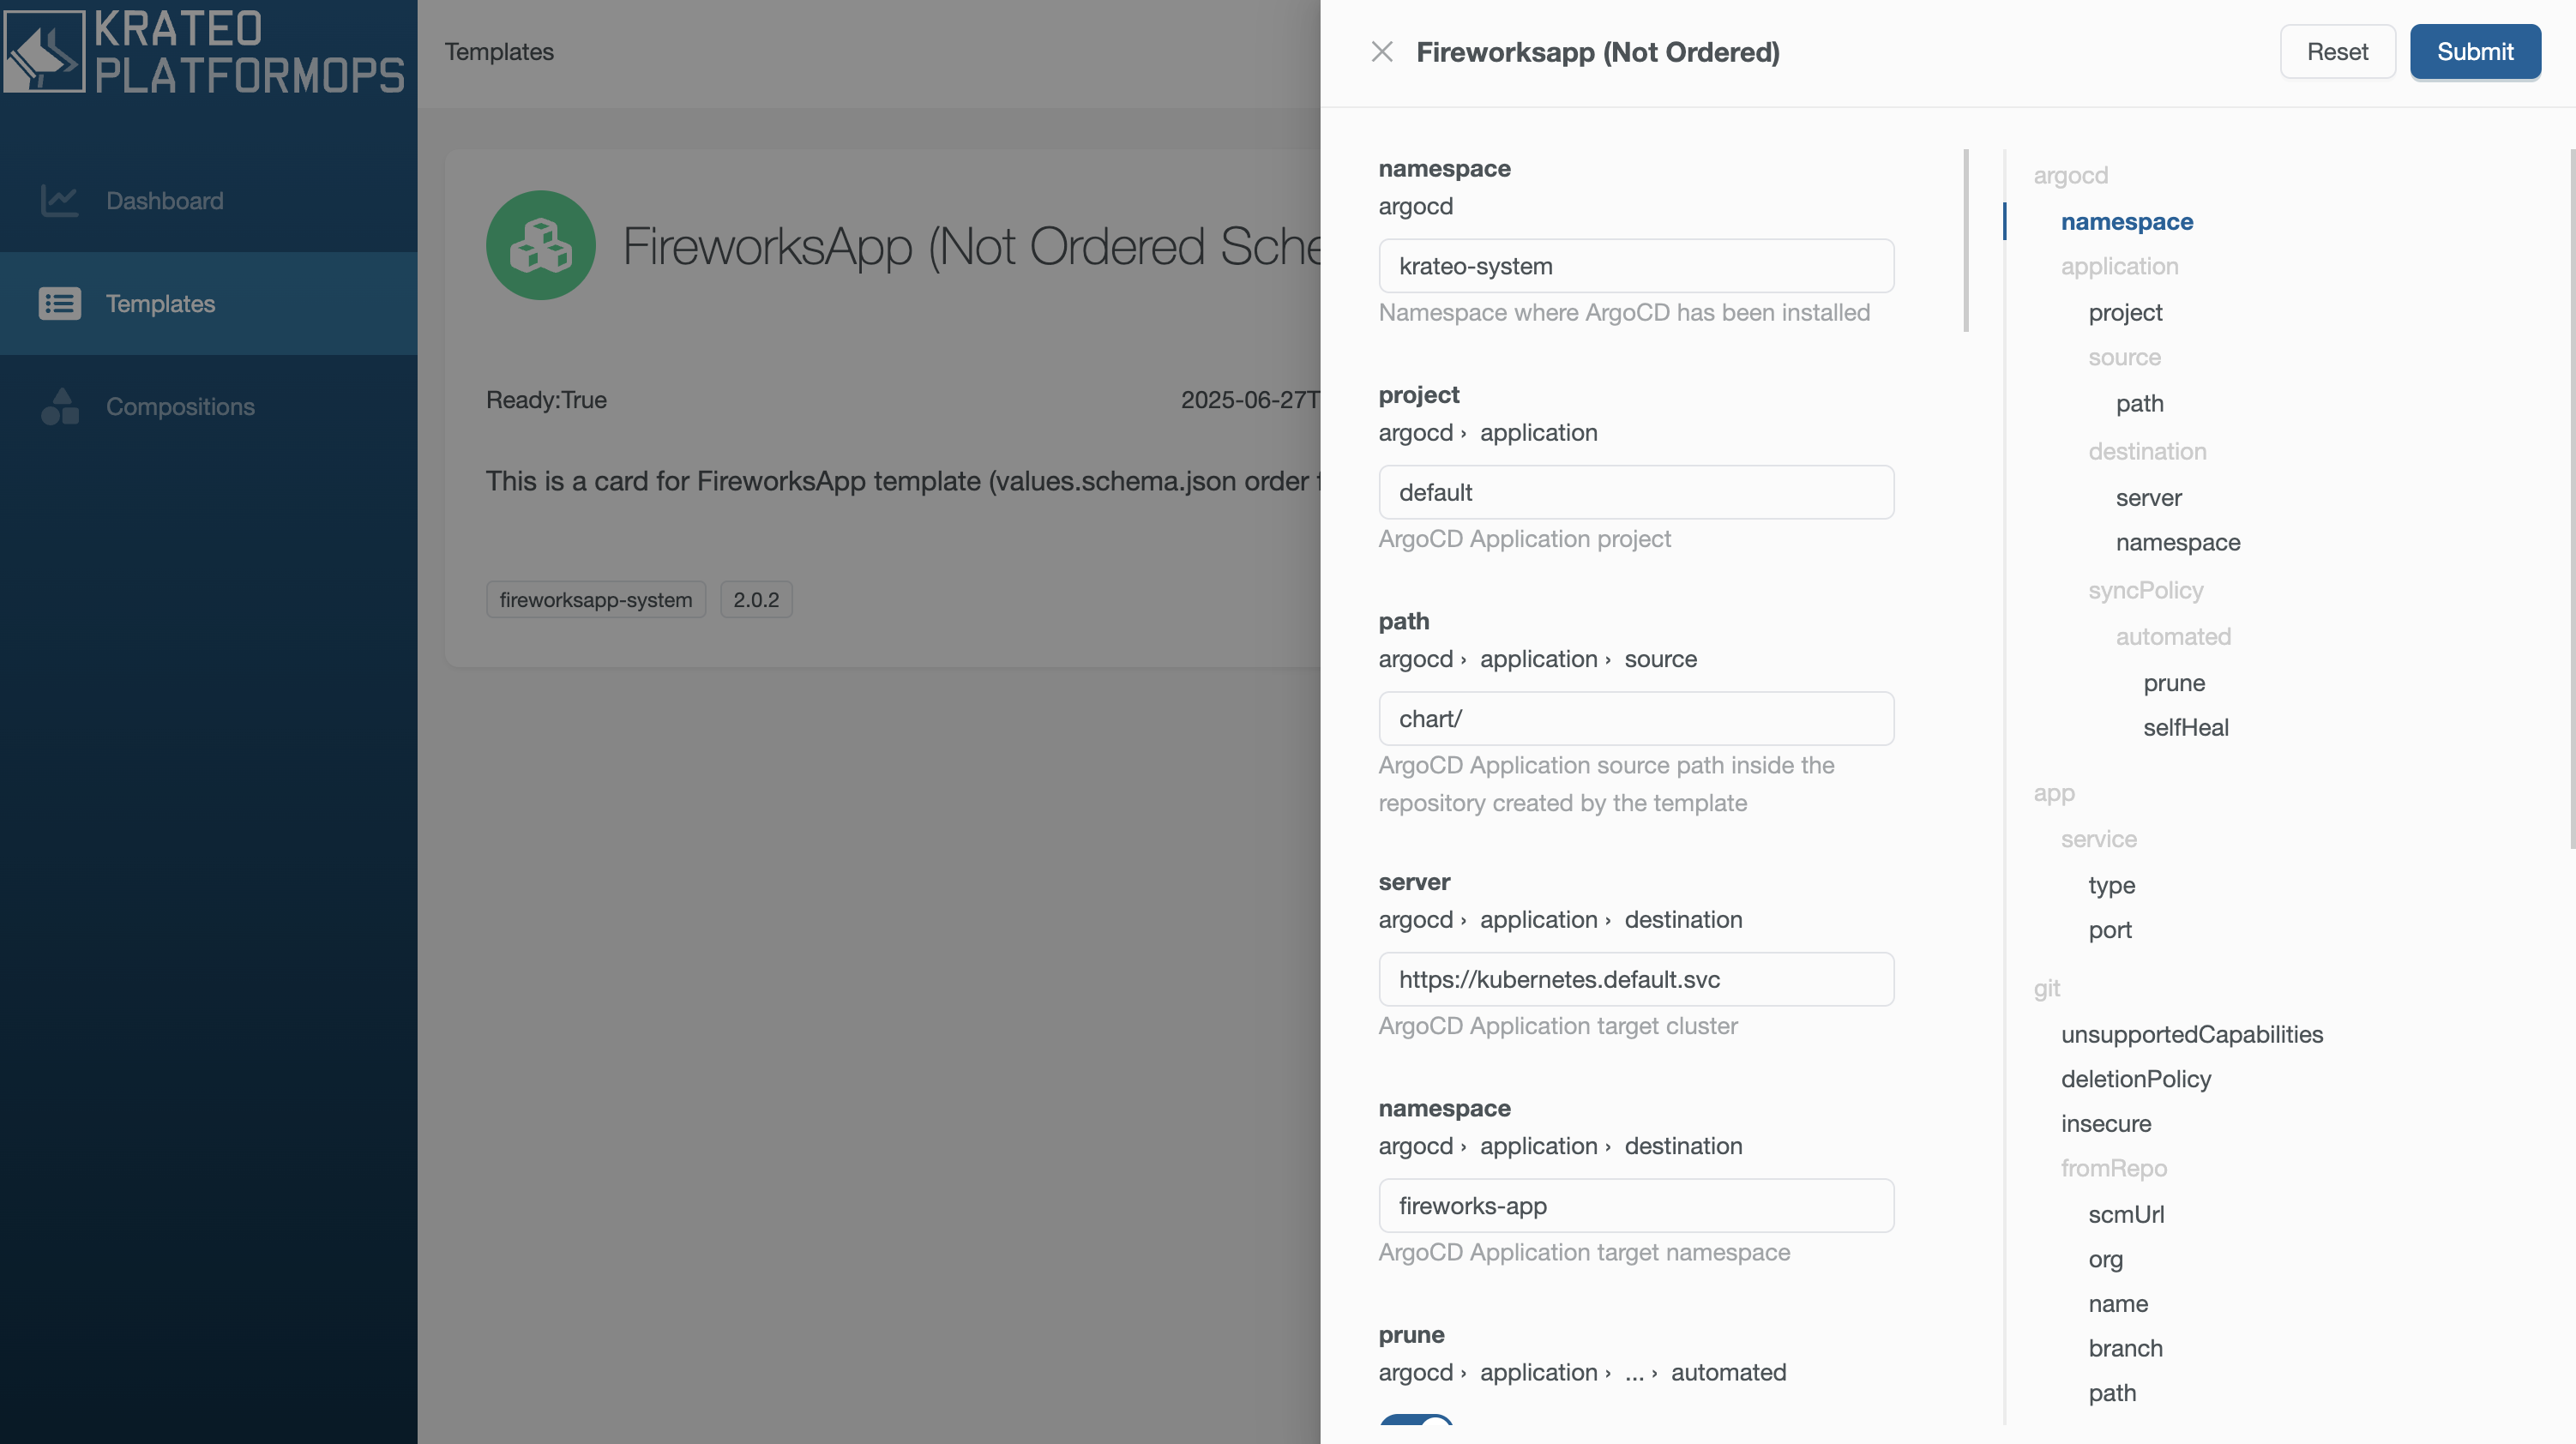 KRATEO
PLATFORMOPS
Dashboard
Templates
Compositions
Templates
FireworksApp (Not Ordered Sche
Ready:True
2025-06-27T
This is a card for FireworksApp template (values.schema.json order
fireworksapp-system
2.0.2
Fireworksapp (Not Ordered)
Reset
Submit
namespace
argocd
krateo-system
Namespace where ArgoCD has been installed
project
argocd › application
default
ArgoCD Application project
path
argocd › application › source
chart/
ArgoCD Application source path inside the
repository created by the template
server
argocd › application › destination
https://kubernetes.default.svc
ArgoCD Application target cluster
namespace
argocd › application › destination
fireworks-app
ArgoCD Application target namespace
prune
argocd › application › ... › automated
argocd
namespace
application
project
source
path
destination
server
namespace
syncPolicy
automated
prune
selfHeal
app
service
type
port
git
unsupportedCapabilities
deletionPolicy
insecure
fromRepo
scmUrl
org
name
branch
path